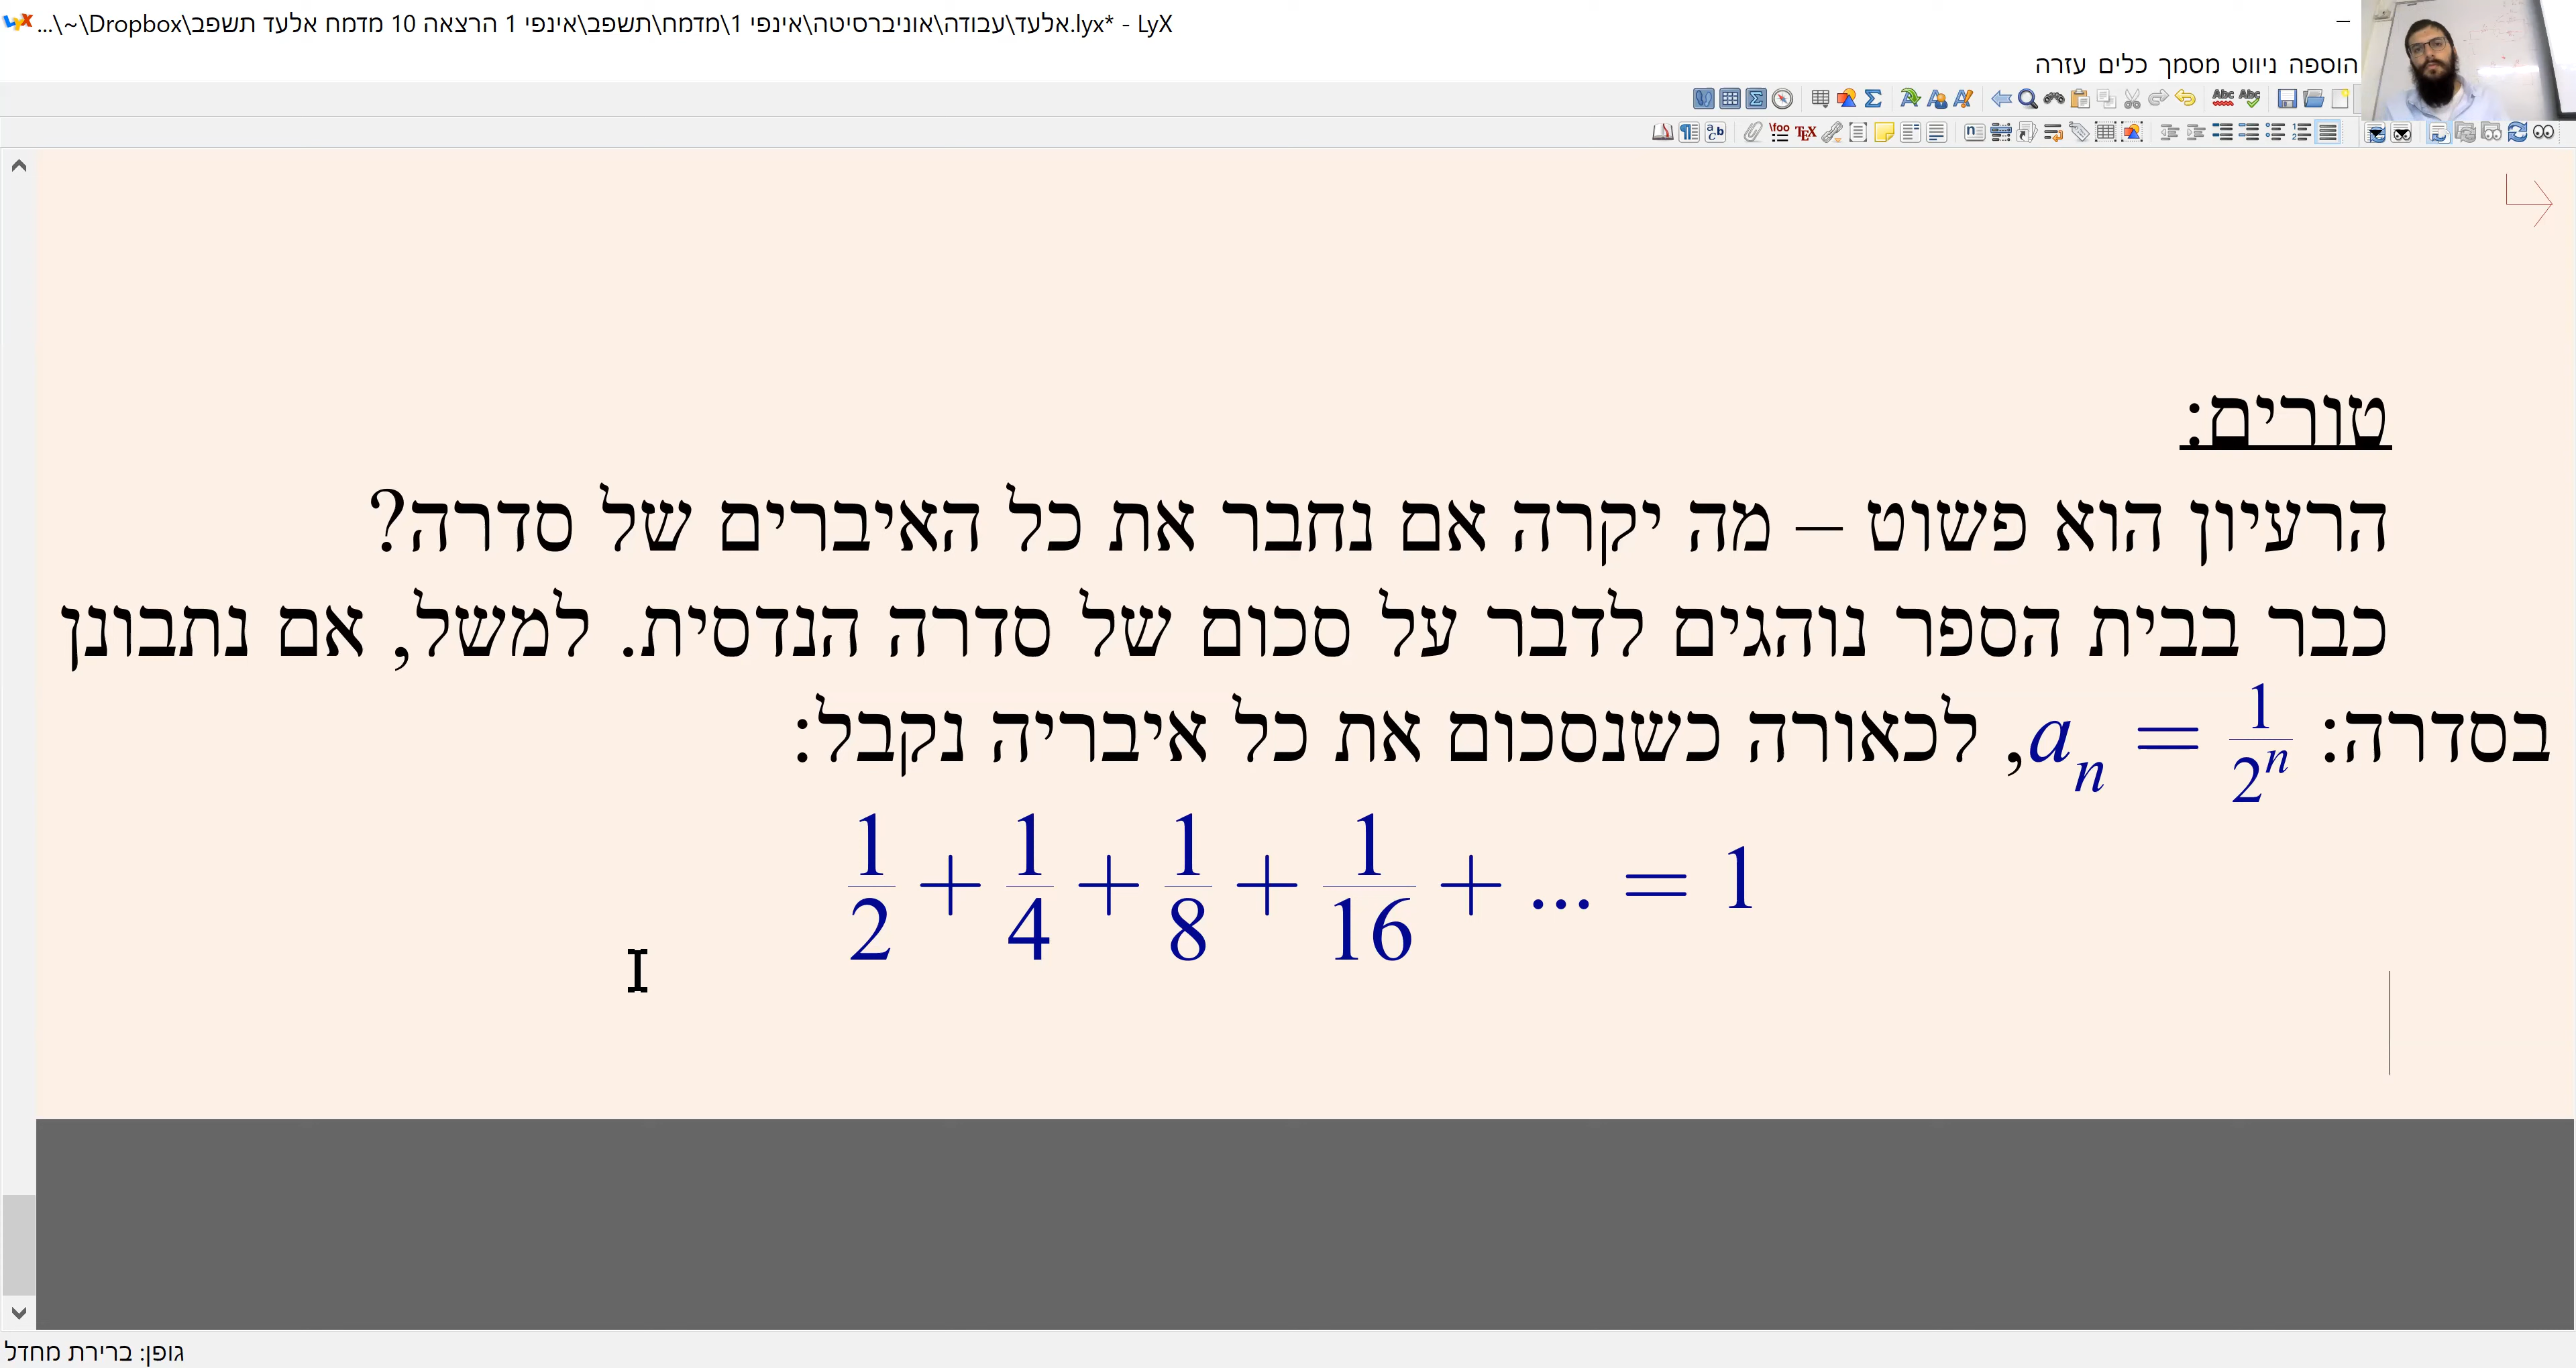 ...\~\Dropbox\אלעד\עבודה\אוניברסיטה\אינפי 1\מדמח\תשפב\אינפי 1 הרצאה 10 מדמח אלעד תשפב.lyx* - LyX
הוספה ניווט מסמך כלים עזרה
טורים:
הרעיון הוא פשוט – מה יקרה אם נחבר את כל האיברים של סדרה?
כבר בבית הספר נוהגים לדבר על סכום של סדרה הנדסית. למשל, אם נתבונן
בסדרה: a_n = 1/2^n, לכאורה כשנסכום את כל איבריה נקבל:
1/2 + 1/4 + 1/8 + 1/16 + ... = 1
גופן: ברירת מחדל